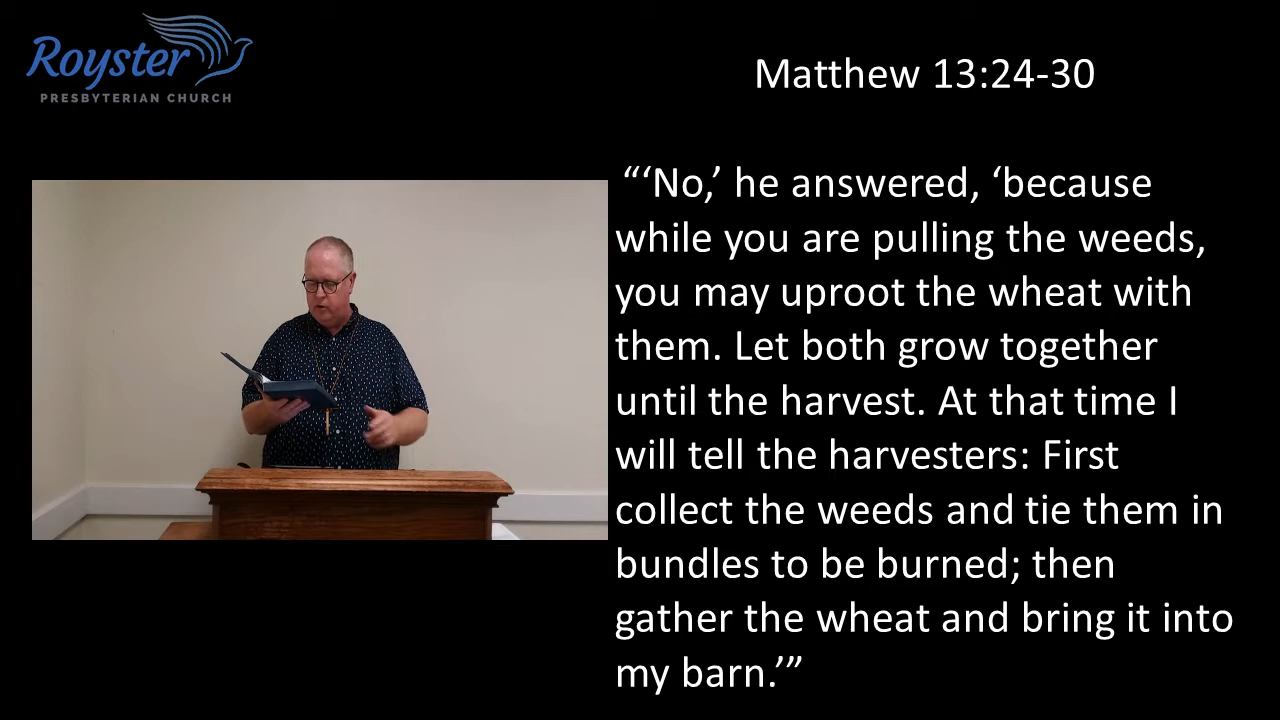 Royster
PRESBYTERIAN CHURCH
Matthew 13:24-30
“‘No,’ he answered, ‘because
while you are pulling the weeds,
you may uproot the wheat with
them. Let both grow together
until the harvest. At that time I
will tell the harvesters: First
collect the weeds and tie them in
bundles to be burned; then
gather the wheat and bring it into
my barn.’”